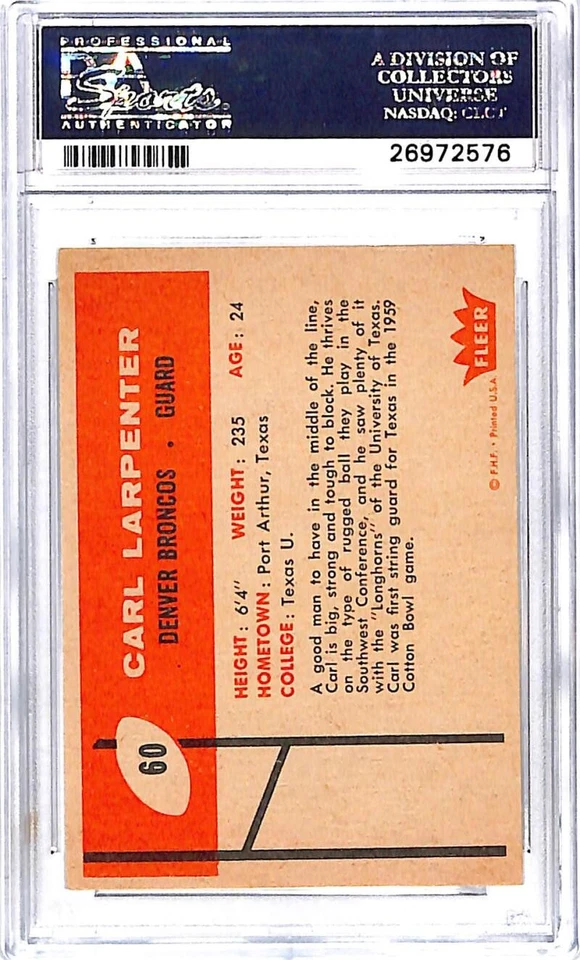 PROFESSIONAL
Sports
AUTHENTICATOR
A DIVISION OF
COLLECTORS
UNIVERSE
NASDAQ: CLCT
26972576
60
CARL LARPENTER
DENVER BRONCOS • GUARD
HEIGHT: 6'4" WEIGHT: 235 AGE: 24
HOMETOWN: Port Arthur, Texas
COLLEGE: Texas U.
A good man to have in the middle of the line,
Carl is big, strong and tough to block. He thrives
on the type of rugged ball they play in the
Southwest Conference, and he saw plenty of it
with the "Longhorns" of the University of Texas.
Carl was first string guard for Texas in the 1959
Cotton Bowl game.
© F.H.F. • Printed U.S.A
FLEER